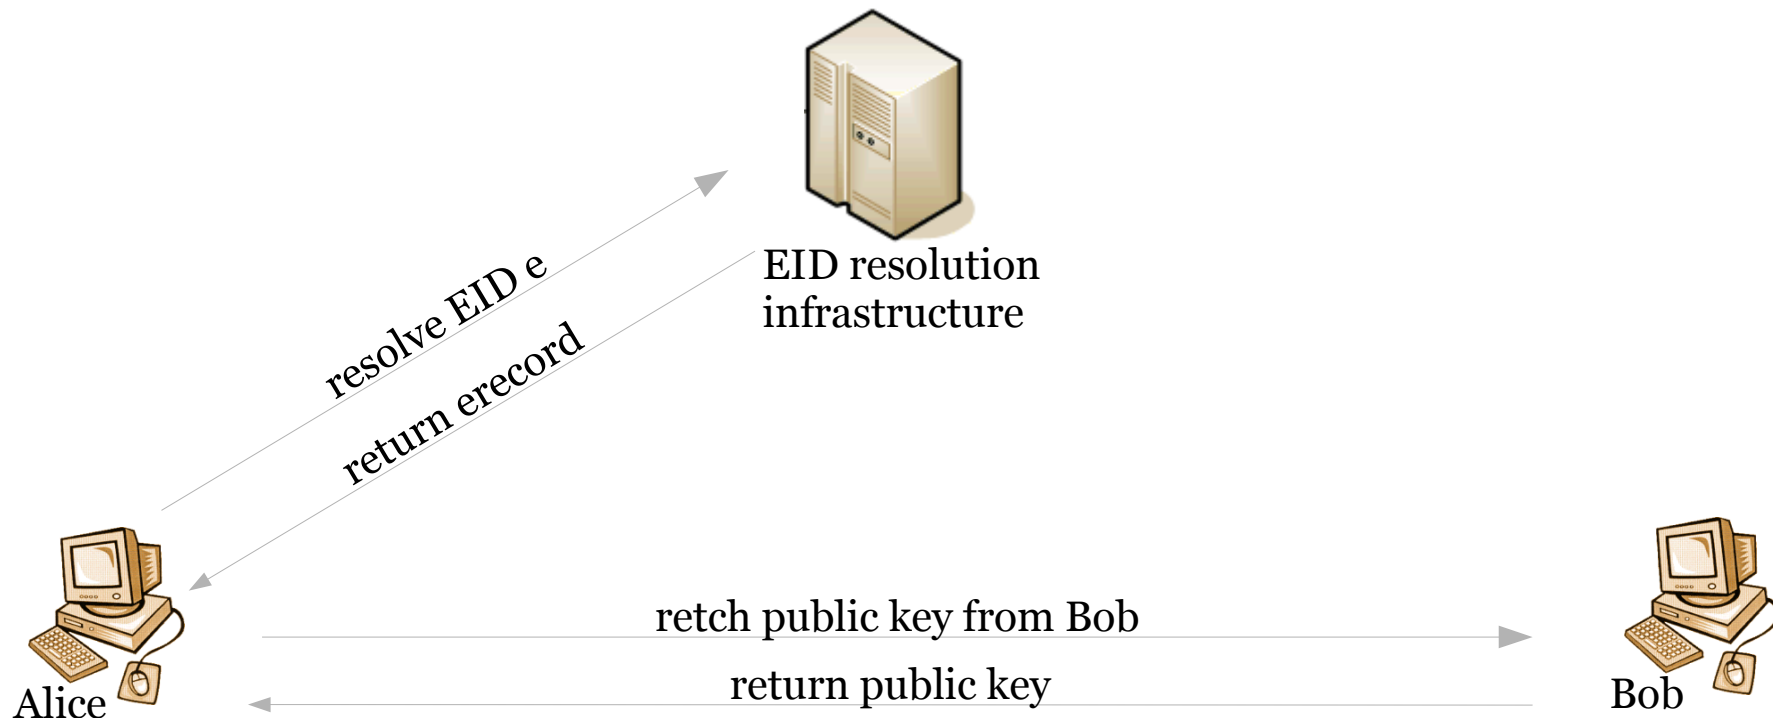 EID resolution
infrastructure
resolve EID e
return erecord
retch public key from Bob
return public key
Alice
Bob